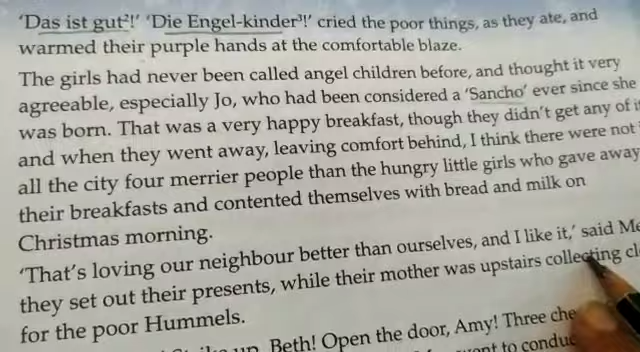 'Das ist gut²!' 'Die Engel-kinder³!' cried the poor things, as they ate, and
warmed their purple hands at the comfortable blaze.
The girls had never been called angel children before, and thought it very
agreeable, especially Jo, who had been considered a 'Sancho' ever since she
was born. That was a very happy breakfast, though they didn't get any of
and when they went away, leaving comfort behind, I think there were not
all the city four merrier people than the hungry little girls who gave away
their breakfasts and contented themselves with bread and milk on
Christmas morning.
'That's loving our neighbour better than ourselves, and I like it,' said
they set out their presents, while their mother was upstairs collecting
for the poor Hummels.
up, Beth! Open the door, Amy! Three
to